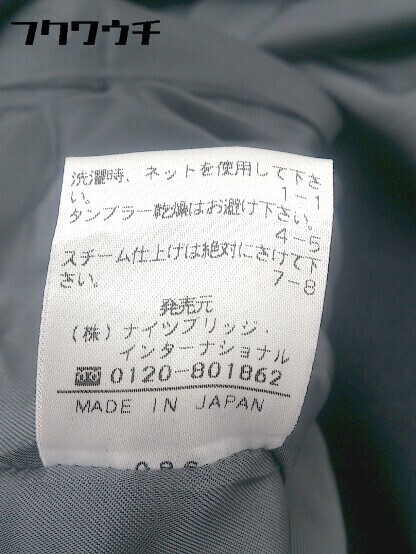 フクワウチ
洗濯時、ネットを使用して下さ
い。 1-1
タンブラー乾燥はお避け下さい。
4-5
スチーム仕上げは絶対にさけて下
さい。 7-8
発売元
(株)ナイツブリッジ・
インターナショナル
0120-801862
MADE IN JAPAN